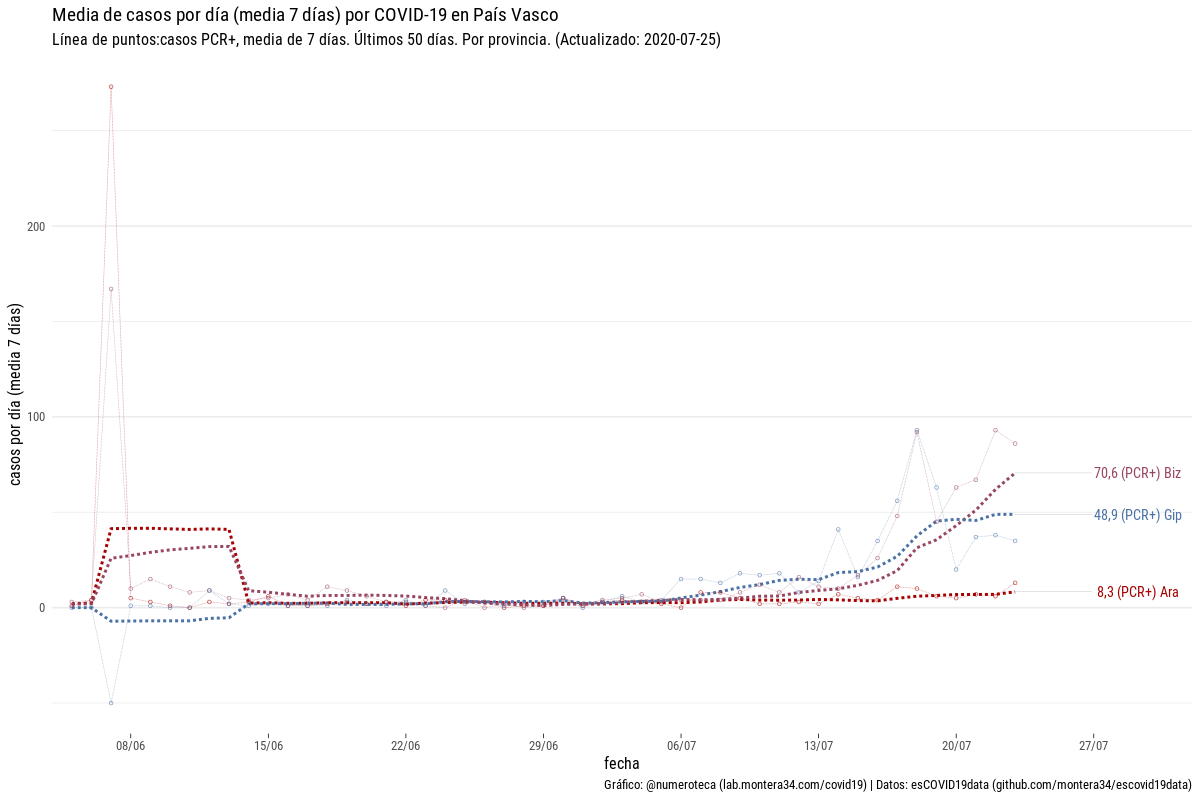 Media de casos por día (media 7 días) por COVID-19 en País Vasco
Línea de puntos:casos PCR+, media de 7 días. Últimos 50 días. Por provincia. (Actualizado: 2020-07-25)
casos por día (media 7 días)
200
100
0
70,6 (PCR+) Biz
48,9 (PCR+) Gip
8,3 (PCR+) Ara
08/06
15/06
22/06
29/06
06/07
13/07
20/07
27/07
fecha
Gráfico: @numeroteca (lab.montera34.com/covid19) | Datos: esCOVID19data (github.com/montera34/escovid19data)